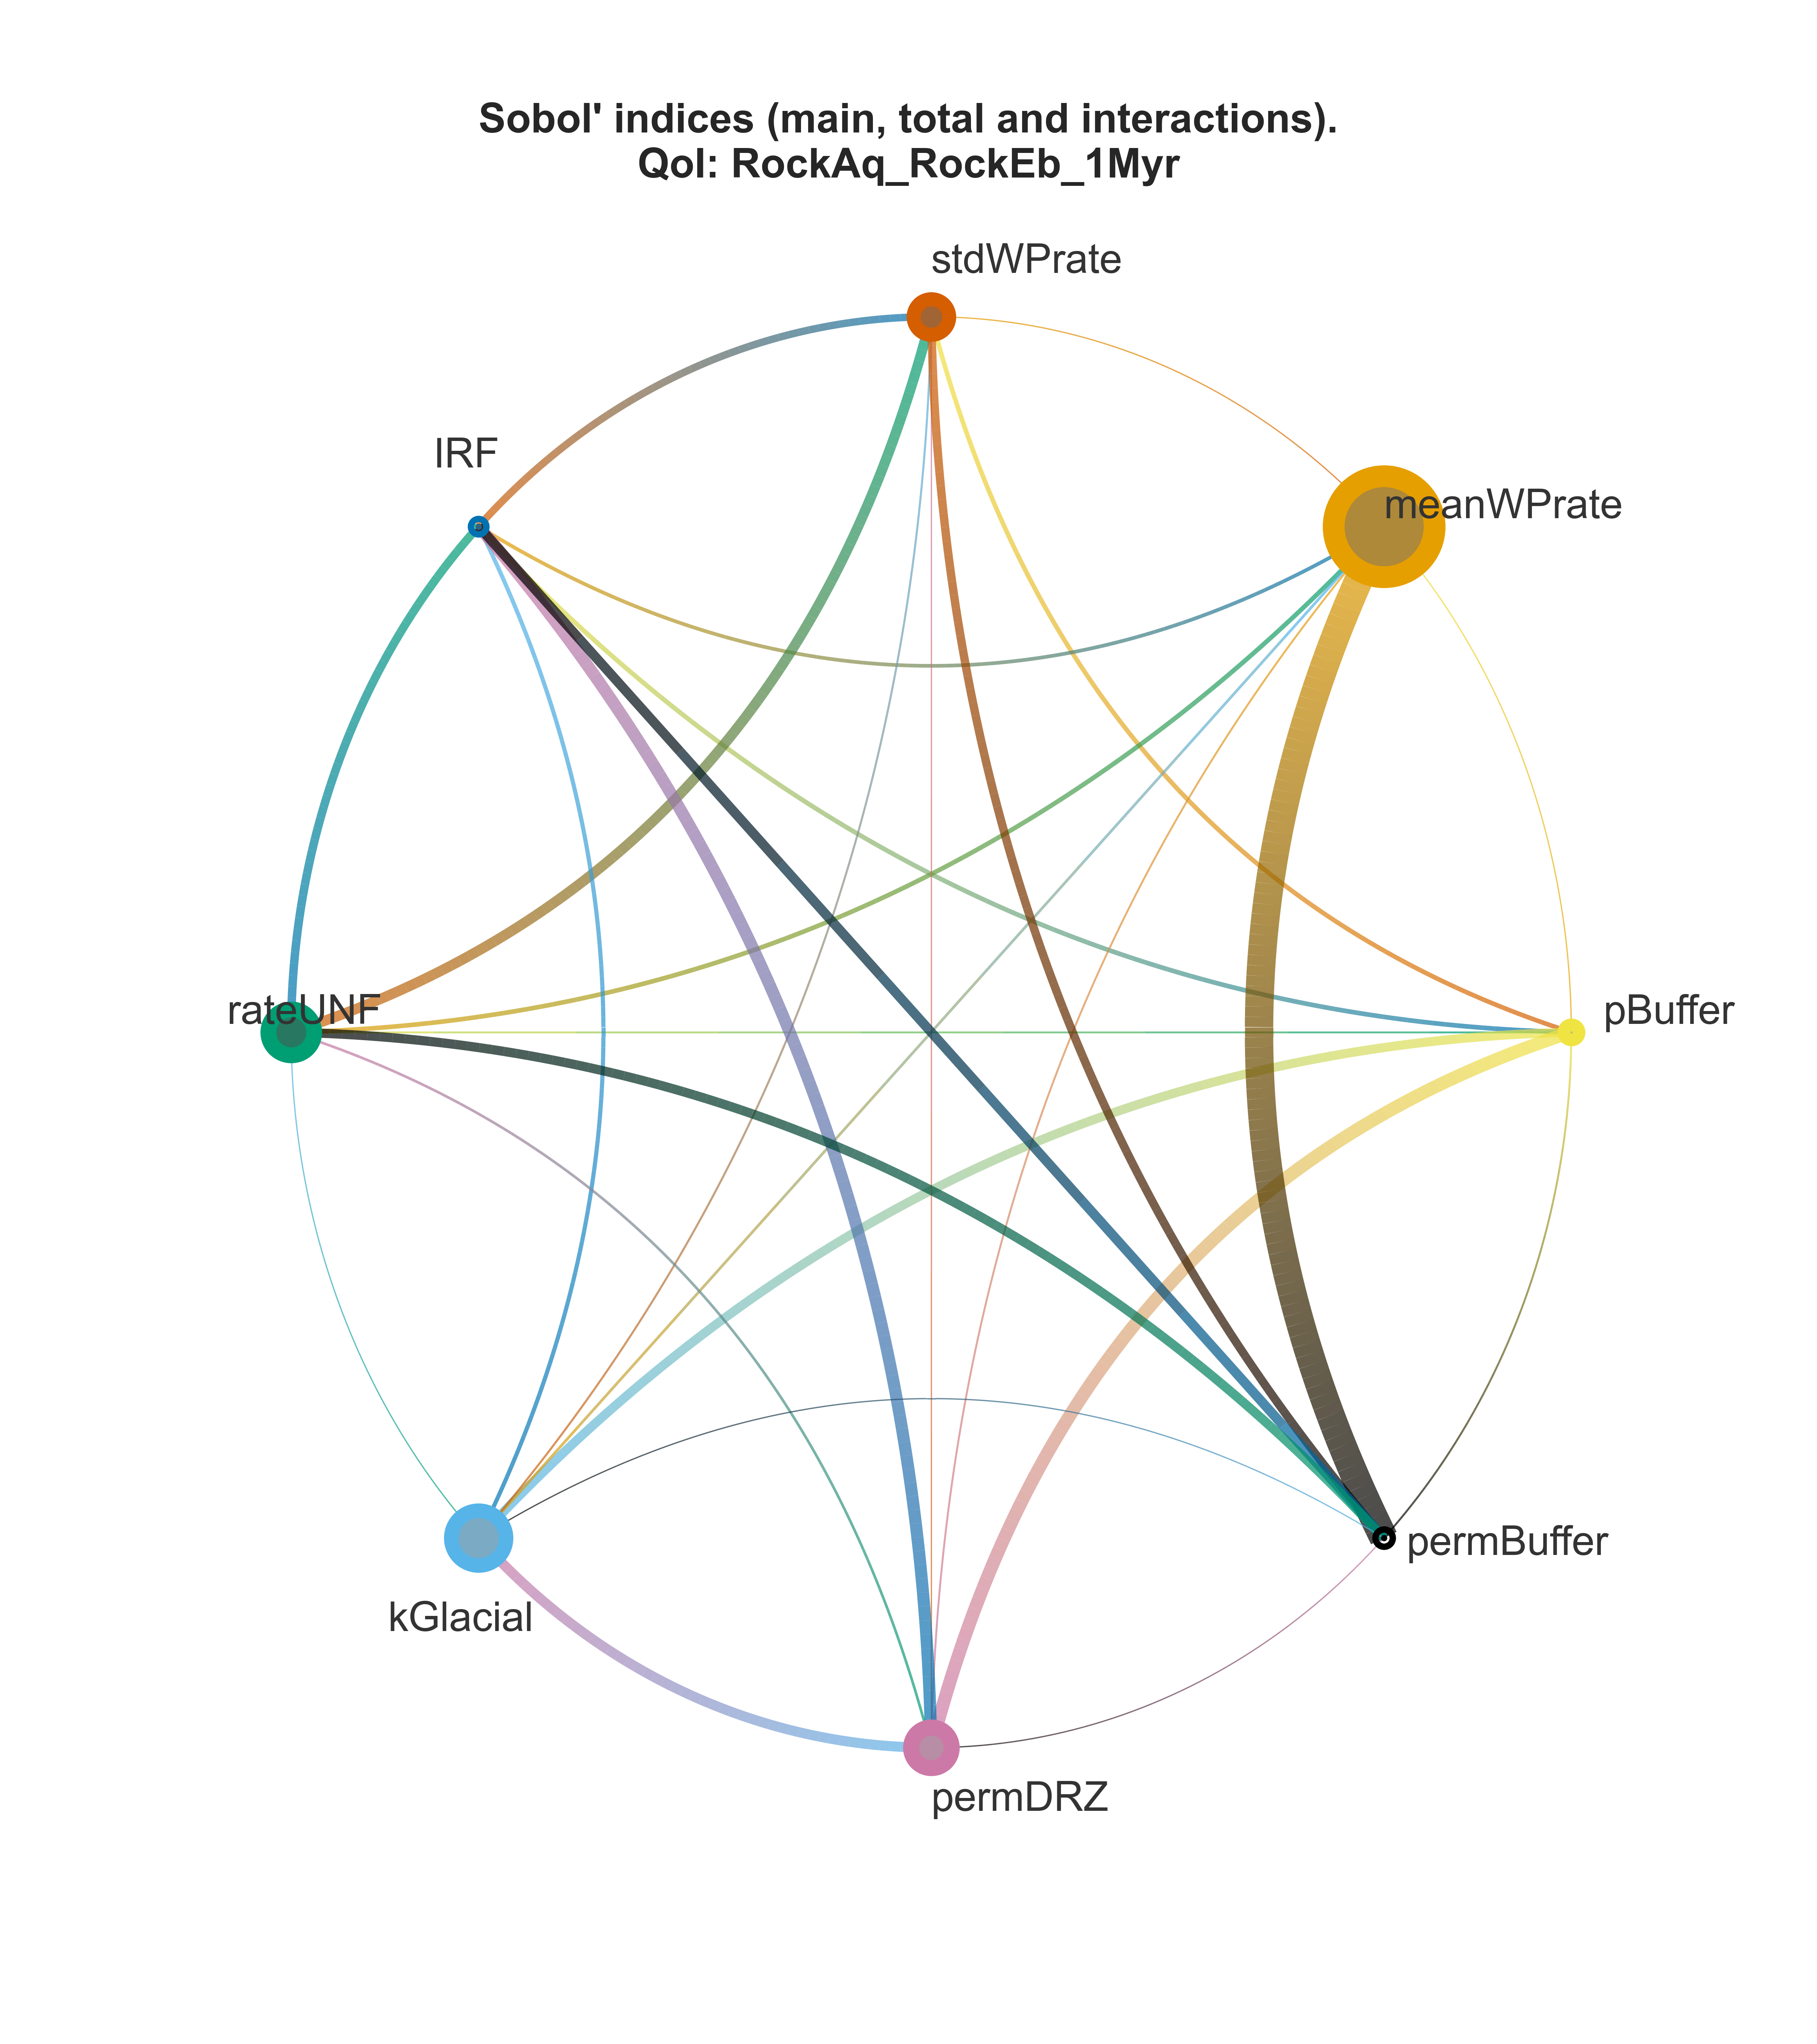 Sobol' indices (main, total and interactions).
QoI: RockAq_RockEb_1Myr
stdWPrate
IRF
meanWPrate
rateUNF
pBuffer
permBuffer
kGlacial
permDRZ